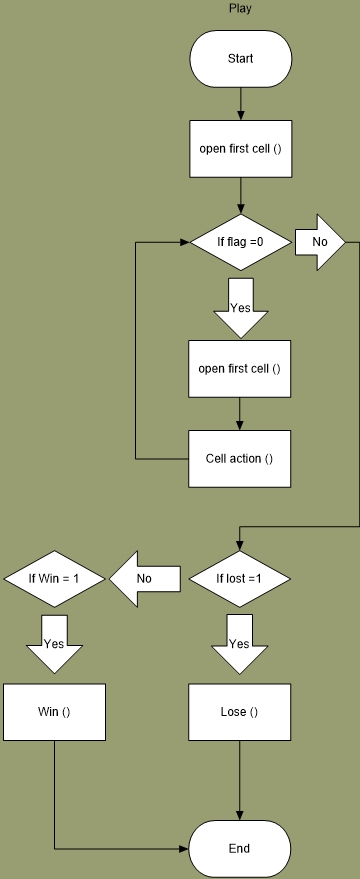 Play
Start
open first cell ()
If flag =0
No
Yes
open first cell ()
Cell action ()
If Win = 1
No
If lost =1
Yes
Yes
Win ()
Lose ()
End